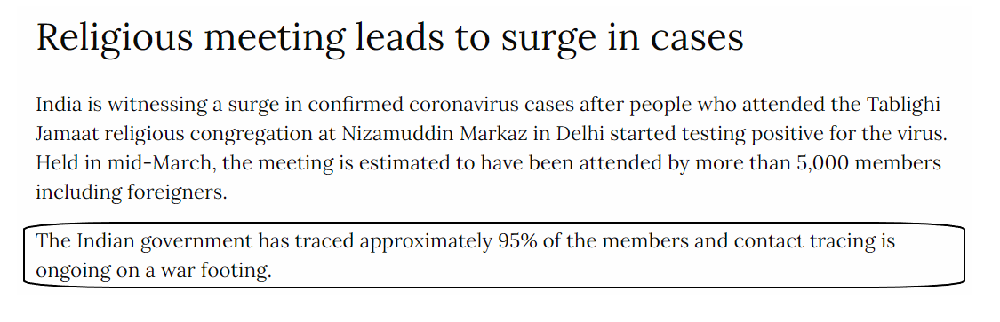 Religious meeting leads to surge in cases
India is witnessing a surge in confirmed coronavirus cases after people who attended the Tablighi
Jamaat religious congregation at Nizamuddin Markaz in Delhi started testing positive for the virus.
Held in mid-March, the meeting is estimated to have been attended by more than 5,000 members
including foreigners.
The Indian government has traced approximately 95% of the members and contact tracing is
ongoing on a war footing.